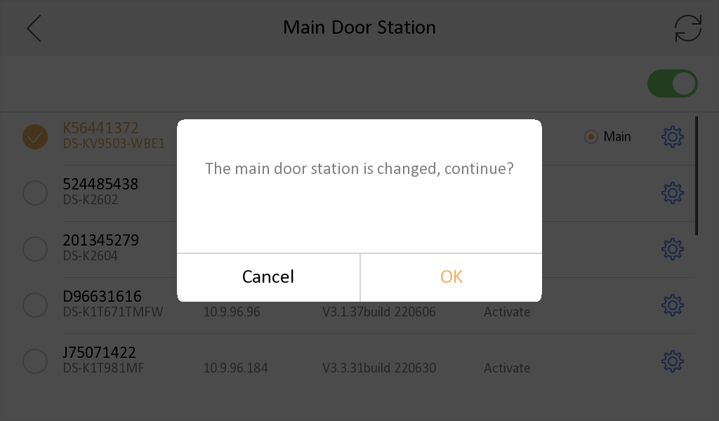 Main Door Station
K56441372
DS-KV9503-WBE1
Main
The main door station is changed, continue?
524485438
DS-K2602
201345279
DS-K2604
Cancel
OK
D96631616
DS-K1T671TMFW 10.9.96.96 V3.1.37build 220606 Activate
J75071422
DS-K1T981MF 10.9.96.184 V3.3.31build 220630 Activate